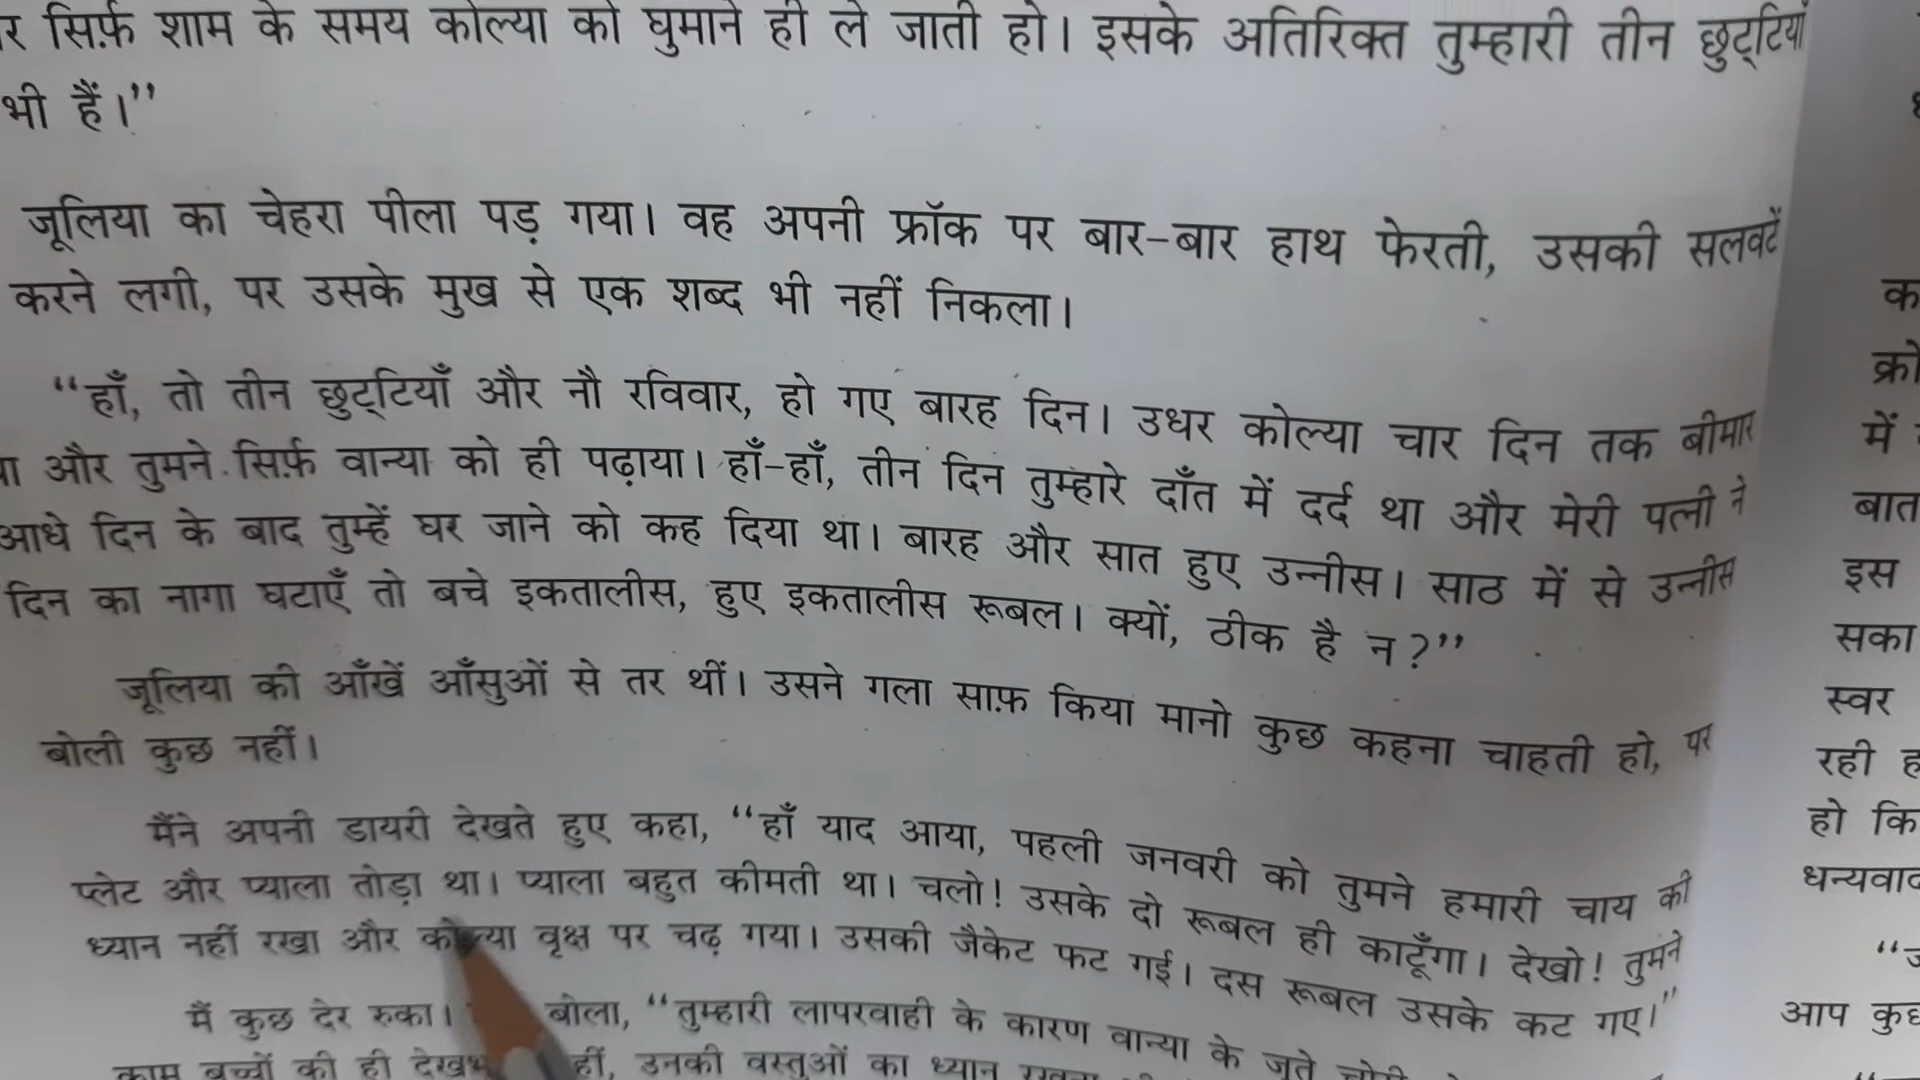 र सिर्फ़ शाम के समय कोल्या को घुमाने ही ले जाती हो। इसके अतिरिक्त तुम्हारी तीन छुट्टियाँ
भी हैं।”
जूलिया का चेहरा पीला पड़ गया। वह अपनी फ्रॉक पर बार-बार हाथ फेरती, उसकी सलवटें
करने लगी, पर उसके मुख से एक शब्द भी नहीं निकला।
“हाँ, तो तीन छुट्टियाँ और नौ रविवार, हो गए बारह दिन। उधर कोल्या चार दिन तक बीमार
और तुमने सिर्फ़ वान्या को ही पढ़ाया। हाँ-हाँ, तीन दिन तुम्हारे दाँत में दर्द था और मेरी पत्नी ने
आधे दिन के बाद तुम्हें घर जाने को कह दिया था। बारह और सात हुए उन्नीस। साठ में से उन्नीस
दिन का नागा घटाएँ तो बचे इकतालीस, हुए इकतालीस रूबल। क्यों, ठीक है न?”
जूलिया की आँखें आँसुओं से तर थीं। उसने गला साफ़ किया मानो कुछ कहना चाहती हो, पर
बोली कुछ नहीं।
मैंने अपनी डायरी देखते हुए कहा, “हाँ याद आया, पहली जनवरी को तुमने हमारी चाय की
प्लेट और प्याला तोड़ा था। प्याला बहुत कीमती था। चलो! उसके दो रूबल ही काटूँगा। देखो! तुमने
ध्यान नहीं रखा और कोल्या वृक्ष पर चढ़ गया। उसकी जैकेट फट गई। दस रूबल उसके कट गए।”
मैं कुछ देर रुका। बोला, “तुम्हारी लापरवाही के कारण वान्या के जूते
काम बच्चों की ही उनकी वस्तुओं का ध्यान
क
क्रो
में
बात
इस
सका
स्वर
रही ह
हो कि
धन्यवाद
“ज
आप कुछ